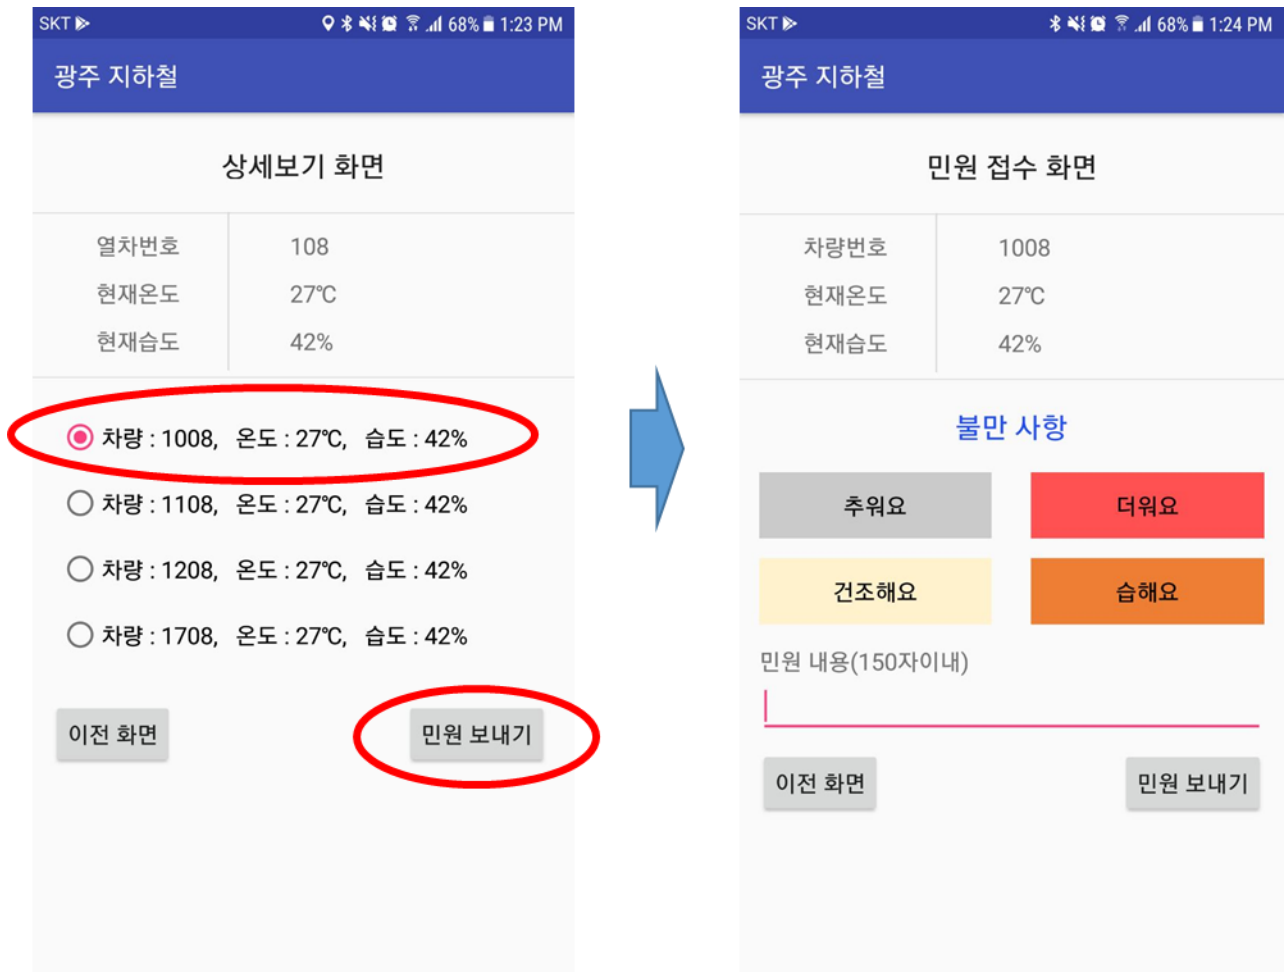 SKT 68% 1:23 PM
광주 지하철
상세보기 화면
열차번호 108
현재온도 27℃
현재습도 42%
차량 : 1008, 온도 : 27℃, 습도 : 42%
차량 : 1108, 온도 : 27℃, 습도 : 42%
차량 : 1208, 온도 : 27℃, 습도 : 42%
차량 : 1708, 온도 : 27℃, 습도 : 42%
이전 화면 민원 보내기
SKT 68% 1:24 PM
광주 지하철
민원 접수 화면
차량번호 1008
현재온도 27℃
현재습도 42%
불만 사항
추워요 더워요
건조해요 습해요
민원 내용(150자이내)
이전 화면 민원 보내기